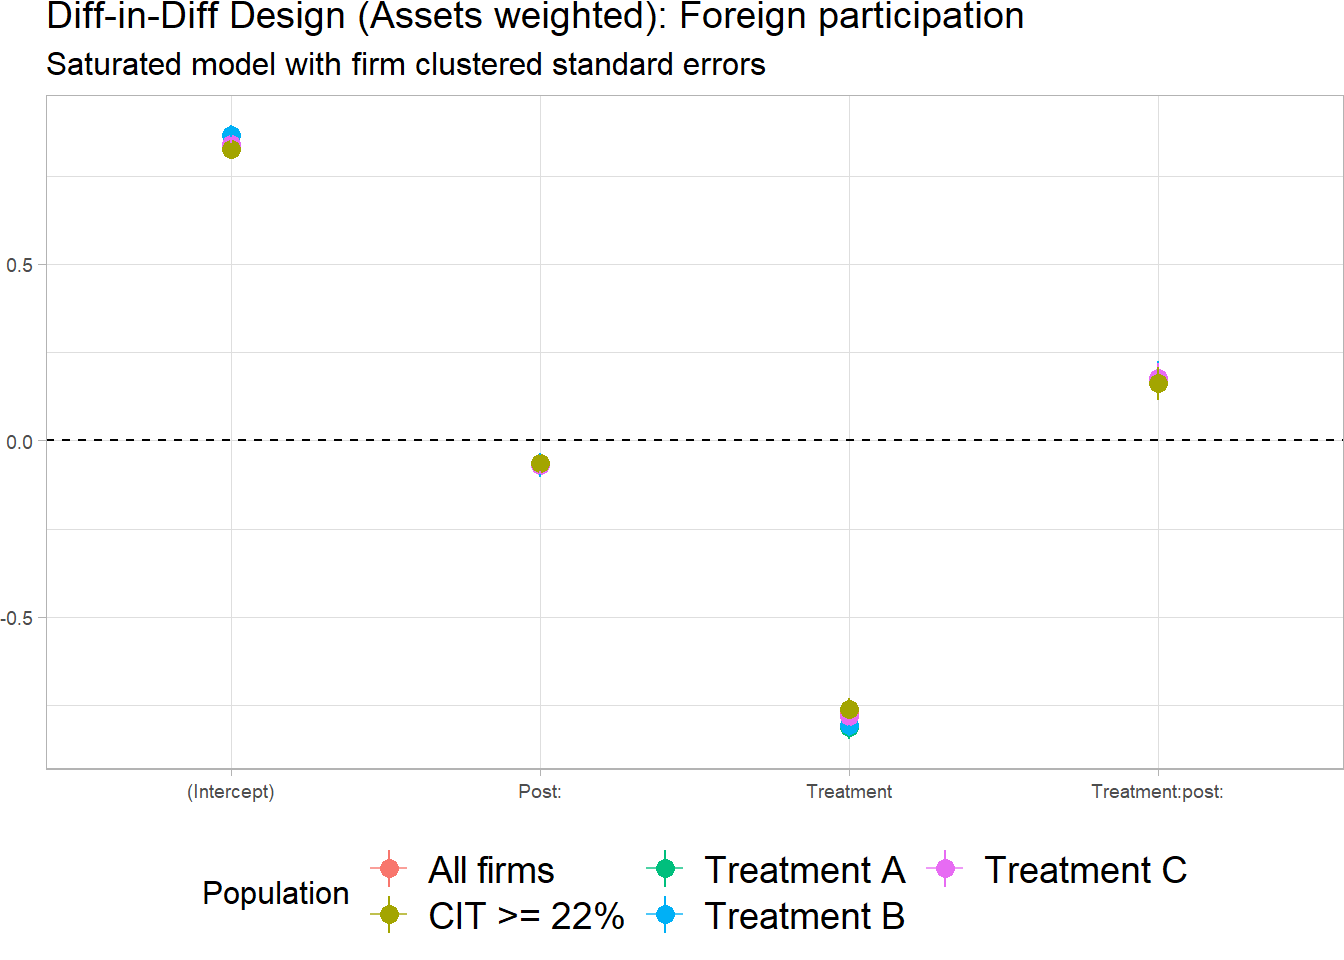 Diff-in-Diff Design (Assets weighted): Foreign participation
Saturated model with firm clustered standard errors
0.5
0.0
-0.5
(Intercept) Post: Treatment Treatment:post:
Population All firms Treatment A Treatment C
CIT >= 22% Treatment B